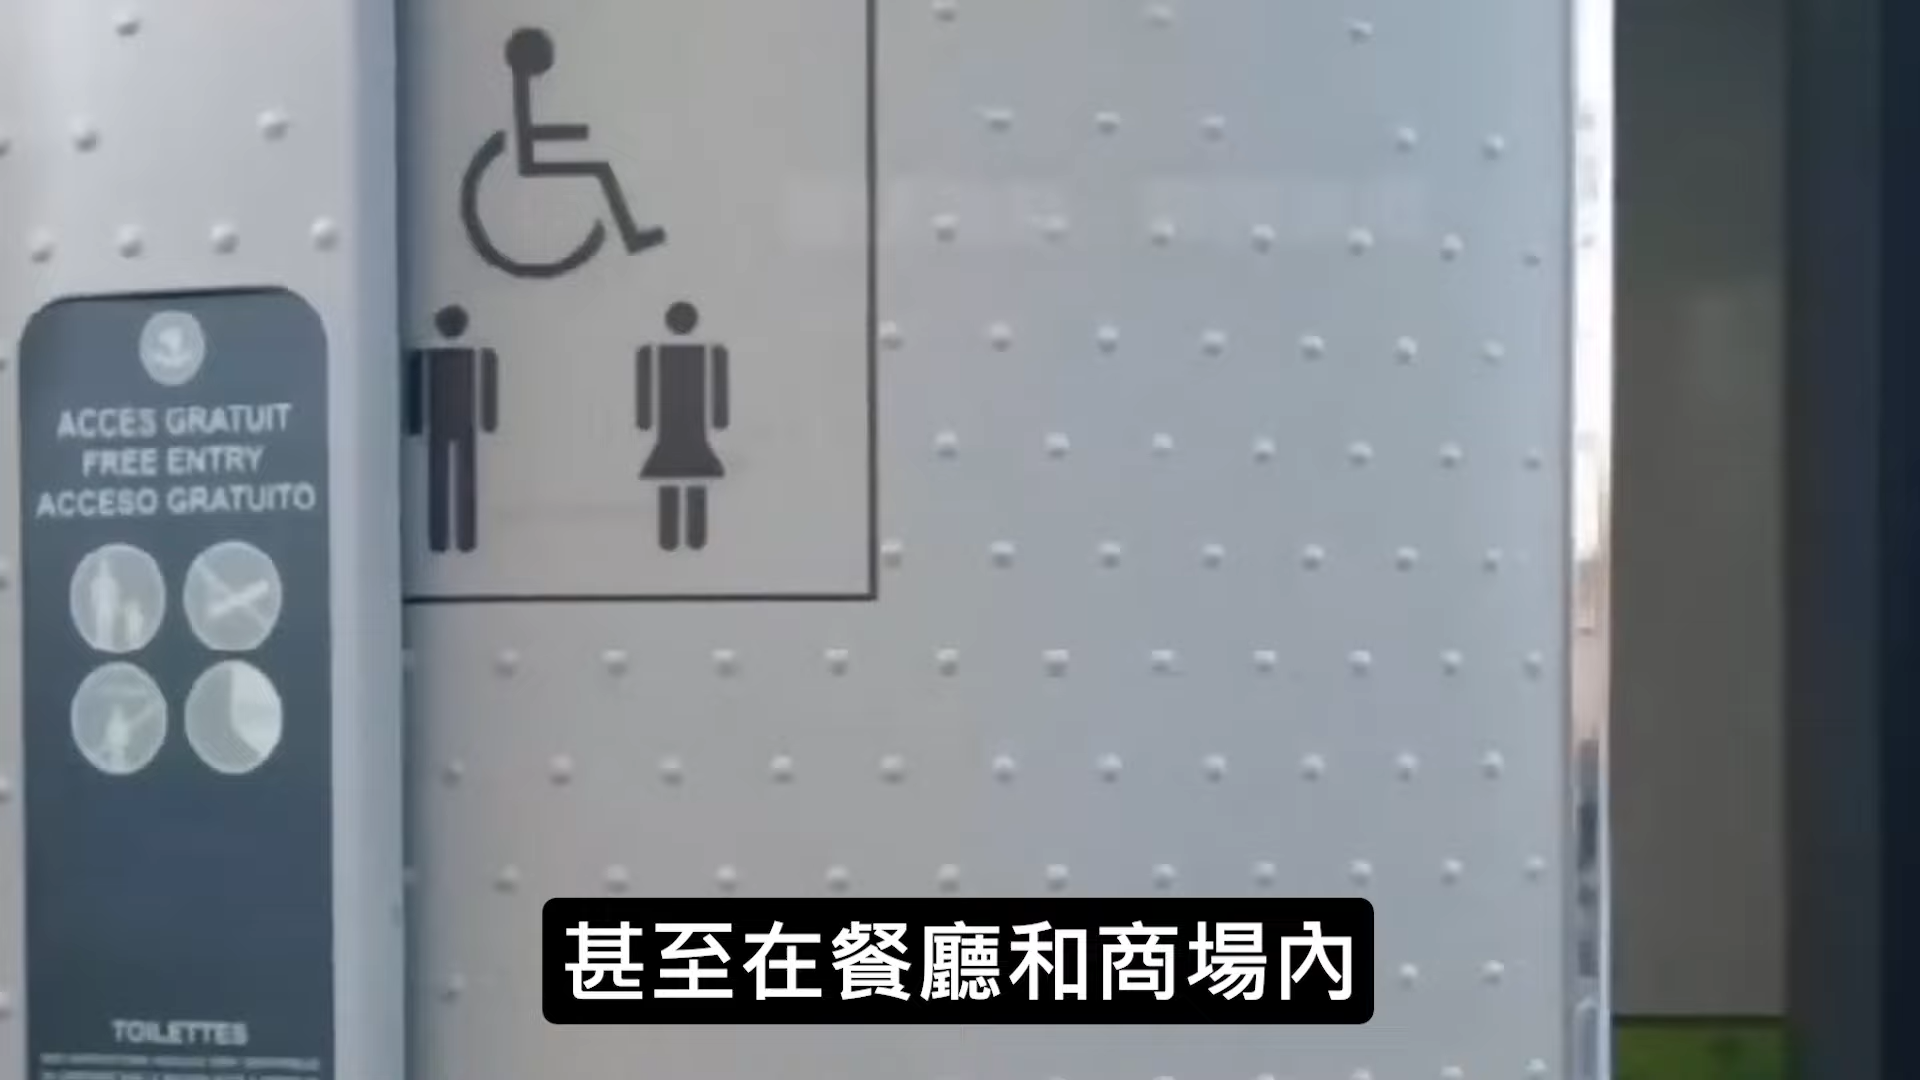 ACCES GRATUIT
FREE ENTRY
ACCESO GRATUITO
TOILETTES
甚至在餐廳和商場內